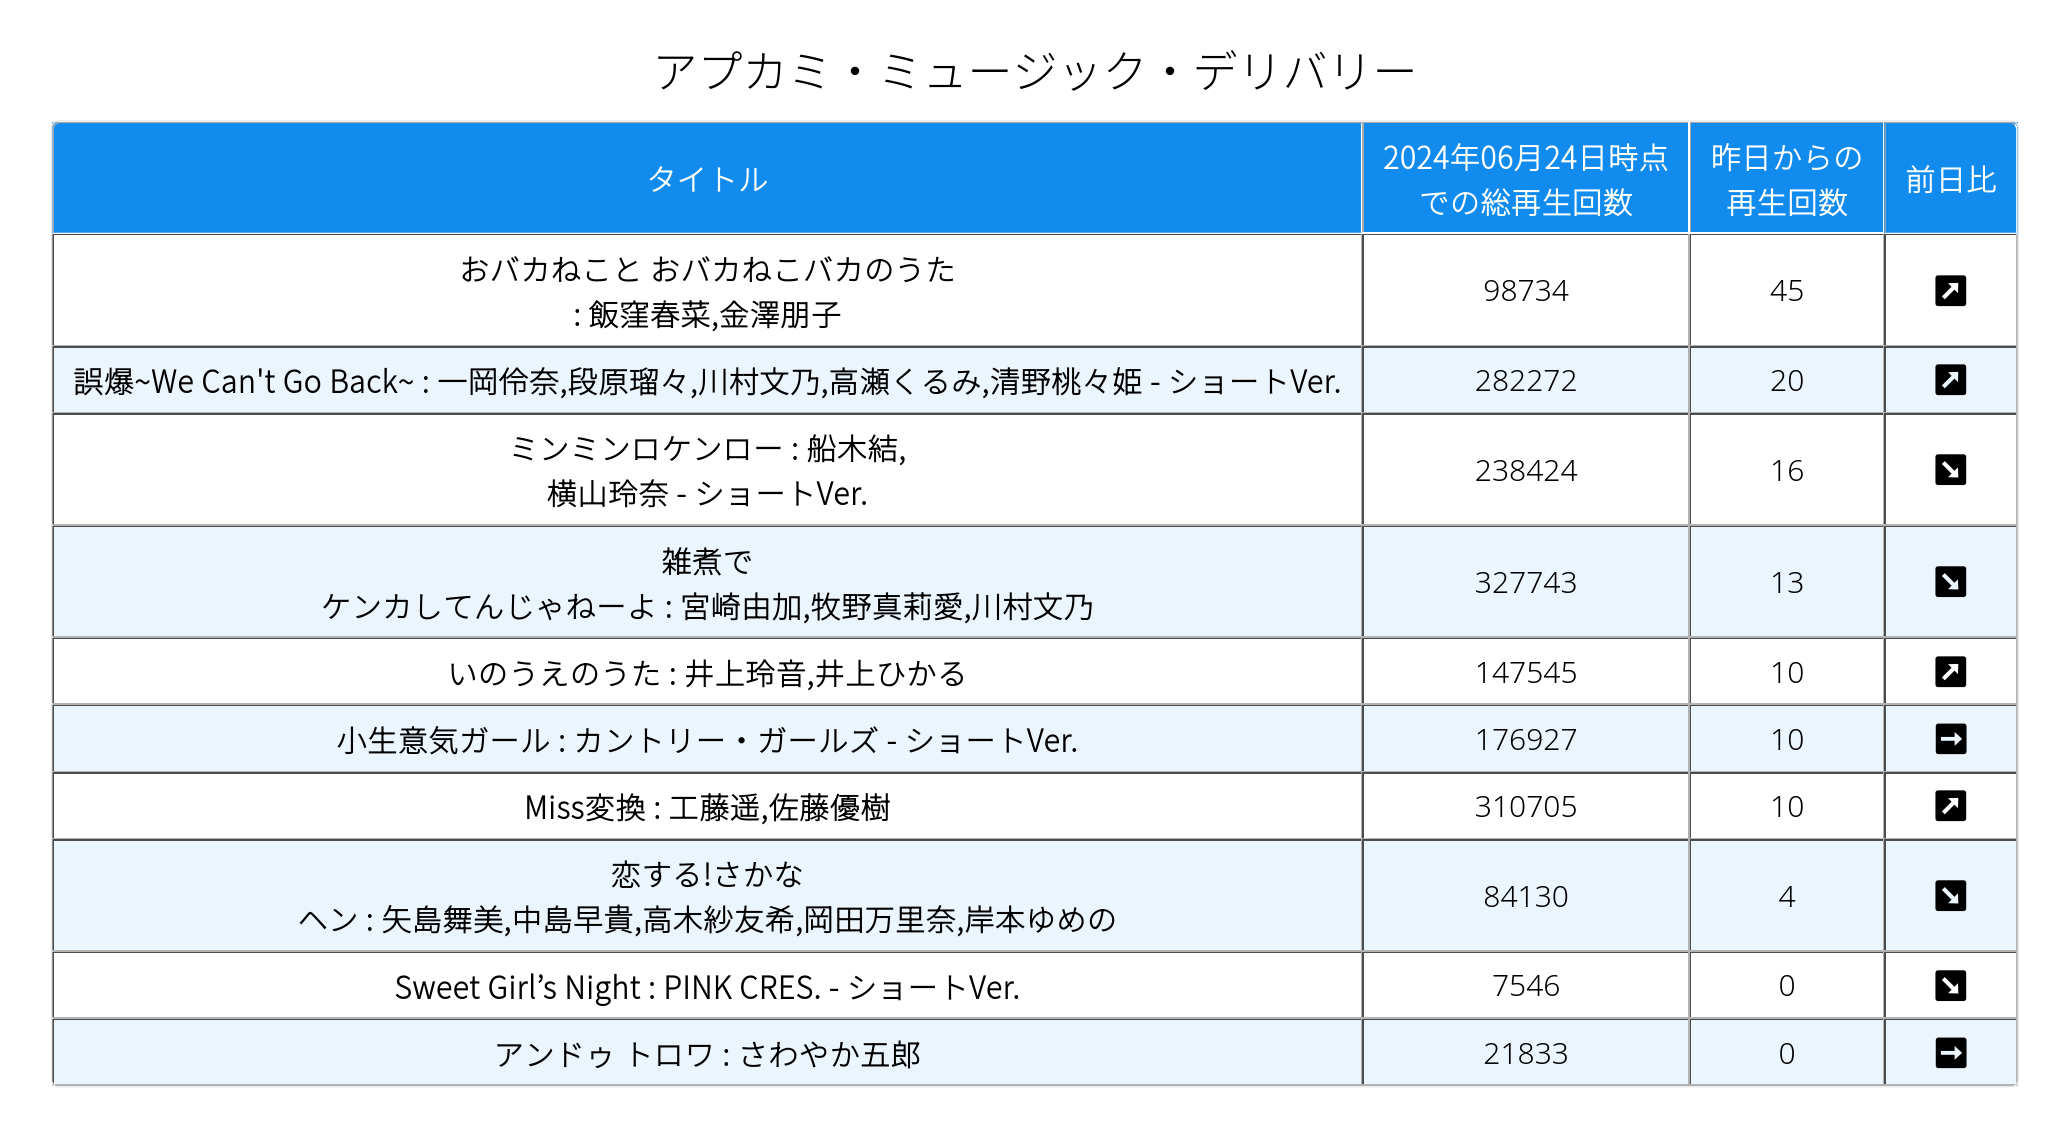 アプカミ・ミュージック・デリバリー
タイトル
2024年06月24日時点
での総再生回数
昨日からの
再生回数
前日比
おバカねこと おバカねこバカのうた
: 飯窪春菜,金澤朋子
98734
45
誤爆~We Can't Go Back~ : 一岡伶奈,段原瑠々,川村文乃,高瀬くるみ,清野桃々姫 - ショートVer.
282272
20
ミンミンロケンロー : 船木結,
横山玲奈 - ショートVer.
238424
16
雑煮で
ケンカしてんじゃねーよ : 宮崎由加,牧野真莉愛,川村文乃
327743
13
いのうえのうた : 井上玲音,井上ひかる
147545
10
小生意気ガール : カントリー・ガールズ - ショートVer.
176927
10
Miss変換 : 工藤遥,佐藤優樹
310705
10
恋する!さかな
ヘン : 矢島舞美,中島早貴,高木紗友希,岡田万里奈,岸本ゆめの
84130
4
Sweet Girl’s Night : PINK CRES. - ショートVer.
7546
0
アンドゥ トロワ : さわやか五郎
21833
0